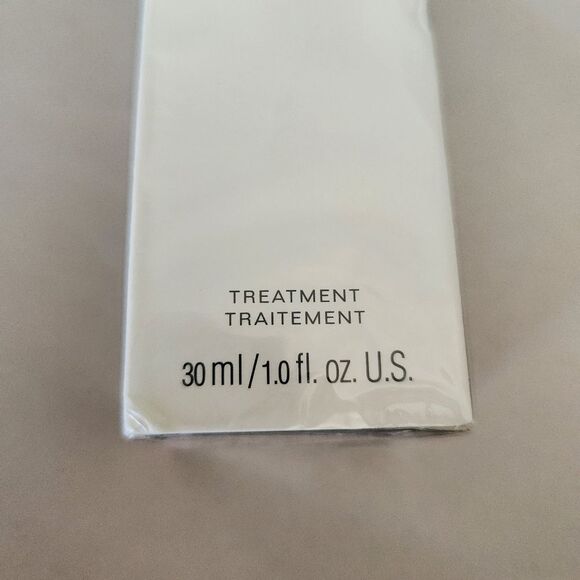 TREATMENT
TRAITEMENT
30 ml/1.0 fl. oz. U.S.